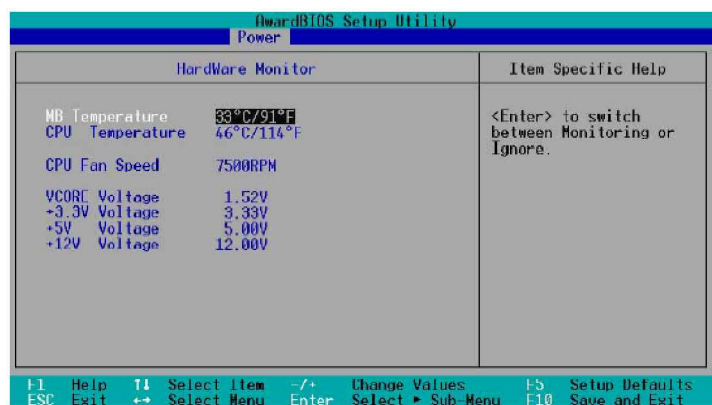 AwardBIOS Setup Utility
Power
HardWare Monitor
Item Specific Help
MB Temperature 33°C/91°F
CPU Temperature 46°C/114°F
CPU Fan Speed 7500RPM
VCORE Voltage 1.52V
+3.3V Voltage 3.33V
+5V Voltage 5.00V
+12V Voltage 12.00V
<Enter> to switch
between Monitoring or
Ignore.
F1 Help ↑↓ Select Item -/+ Change Values F5 Setup Defaults
ESC Exit ←→ Select Menu Enter Select ► Sub-Menu F10 Save and Exit